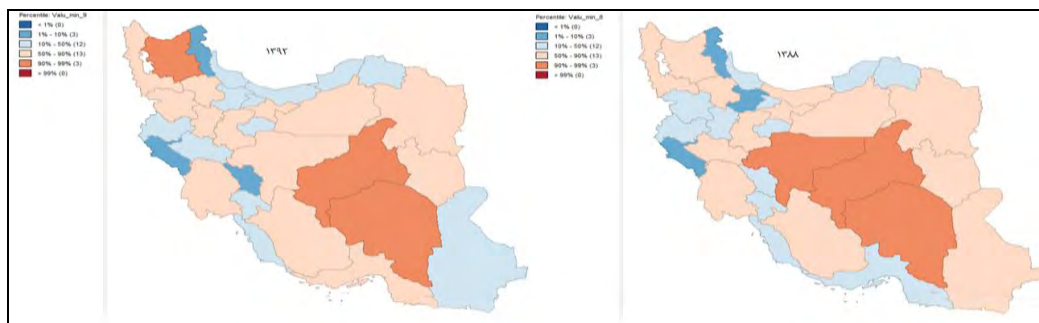 Percentile: Valu_min_9
< 1% (0)
1% - 10% (3)
10% - 50% (12)
50% - 90% (13)
90% - 99% (3)
> 99% (0)
۱۳۹۲
Percentile: Valu_min_8
< 1% (0)
1% - 10% (3)
10% - 50% (12)
50% - 90% (13)
90% - 99% (3)
> 99% (0)
۱۳۸۸